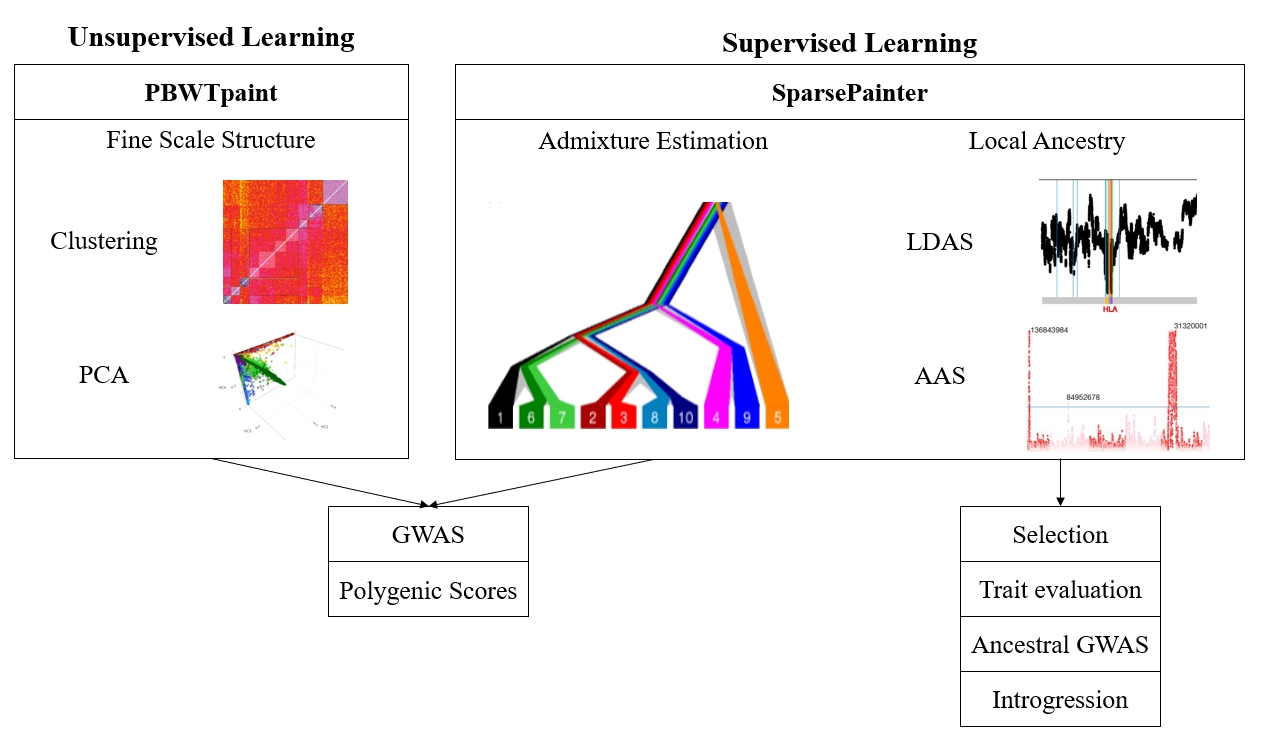 Unsupervised Learning
Supervised Learning
PBWTpaint
SparsePainter
Fine Scale Structure
Admixture Estimation
Local Ancestry
Clustering
LDAS
HLA
PCA
AAS
136843984
31320001
84952678
1 6 7 2 3 8 10 4 9 5
GWAS
Polygenic Scores
Selection
Trait evaluation
Ancestral GWAS
Introgression